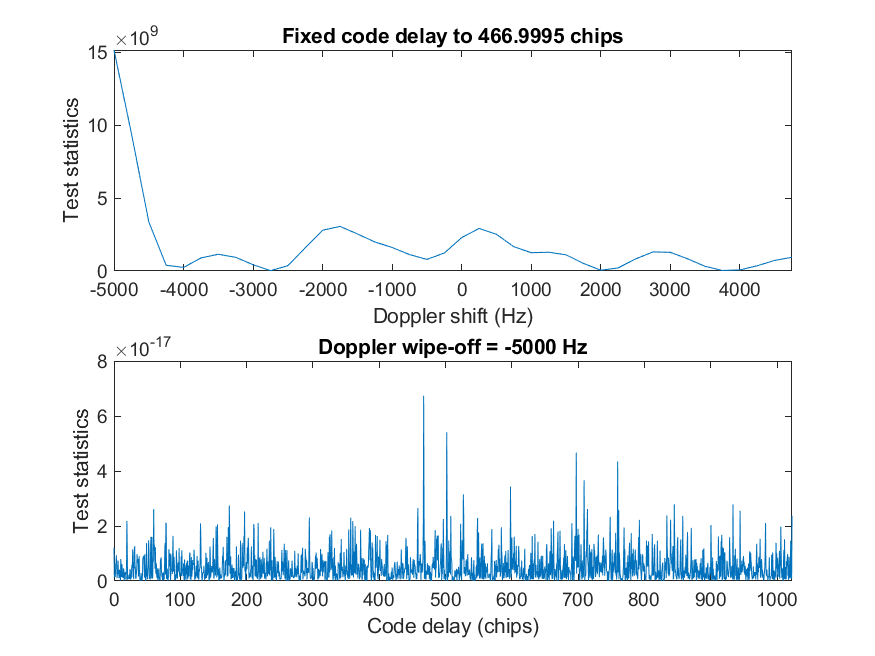 ×10^9
Fixed code delay to 466.9995 chips
15
10
5
0
Test statistics
-5000 -4000 -3000 -2000 -1000 0 1000 2000 3000 4000
Doppler shift (Hz)
×10^-17
Doppler wipe-off = -5000 Hz
8
6
4
2
0
Test statistics
0 100 200 300 400 500 600 700 800 900 1000
Code delay (chips)